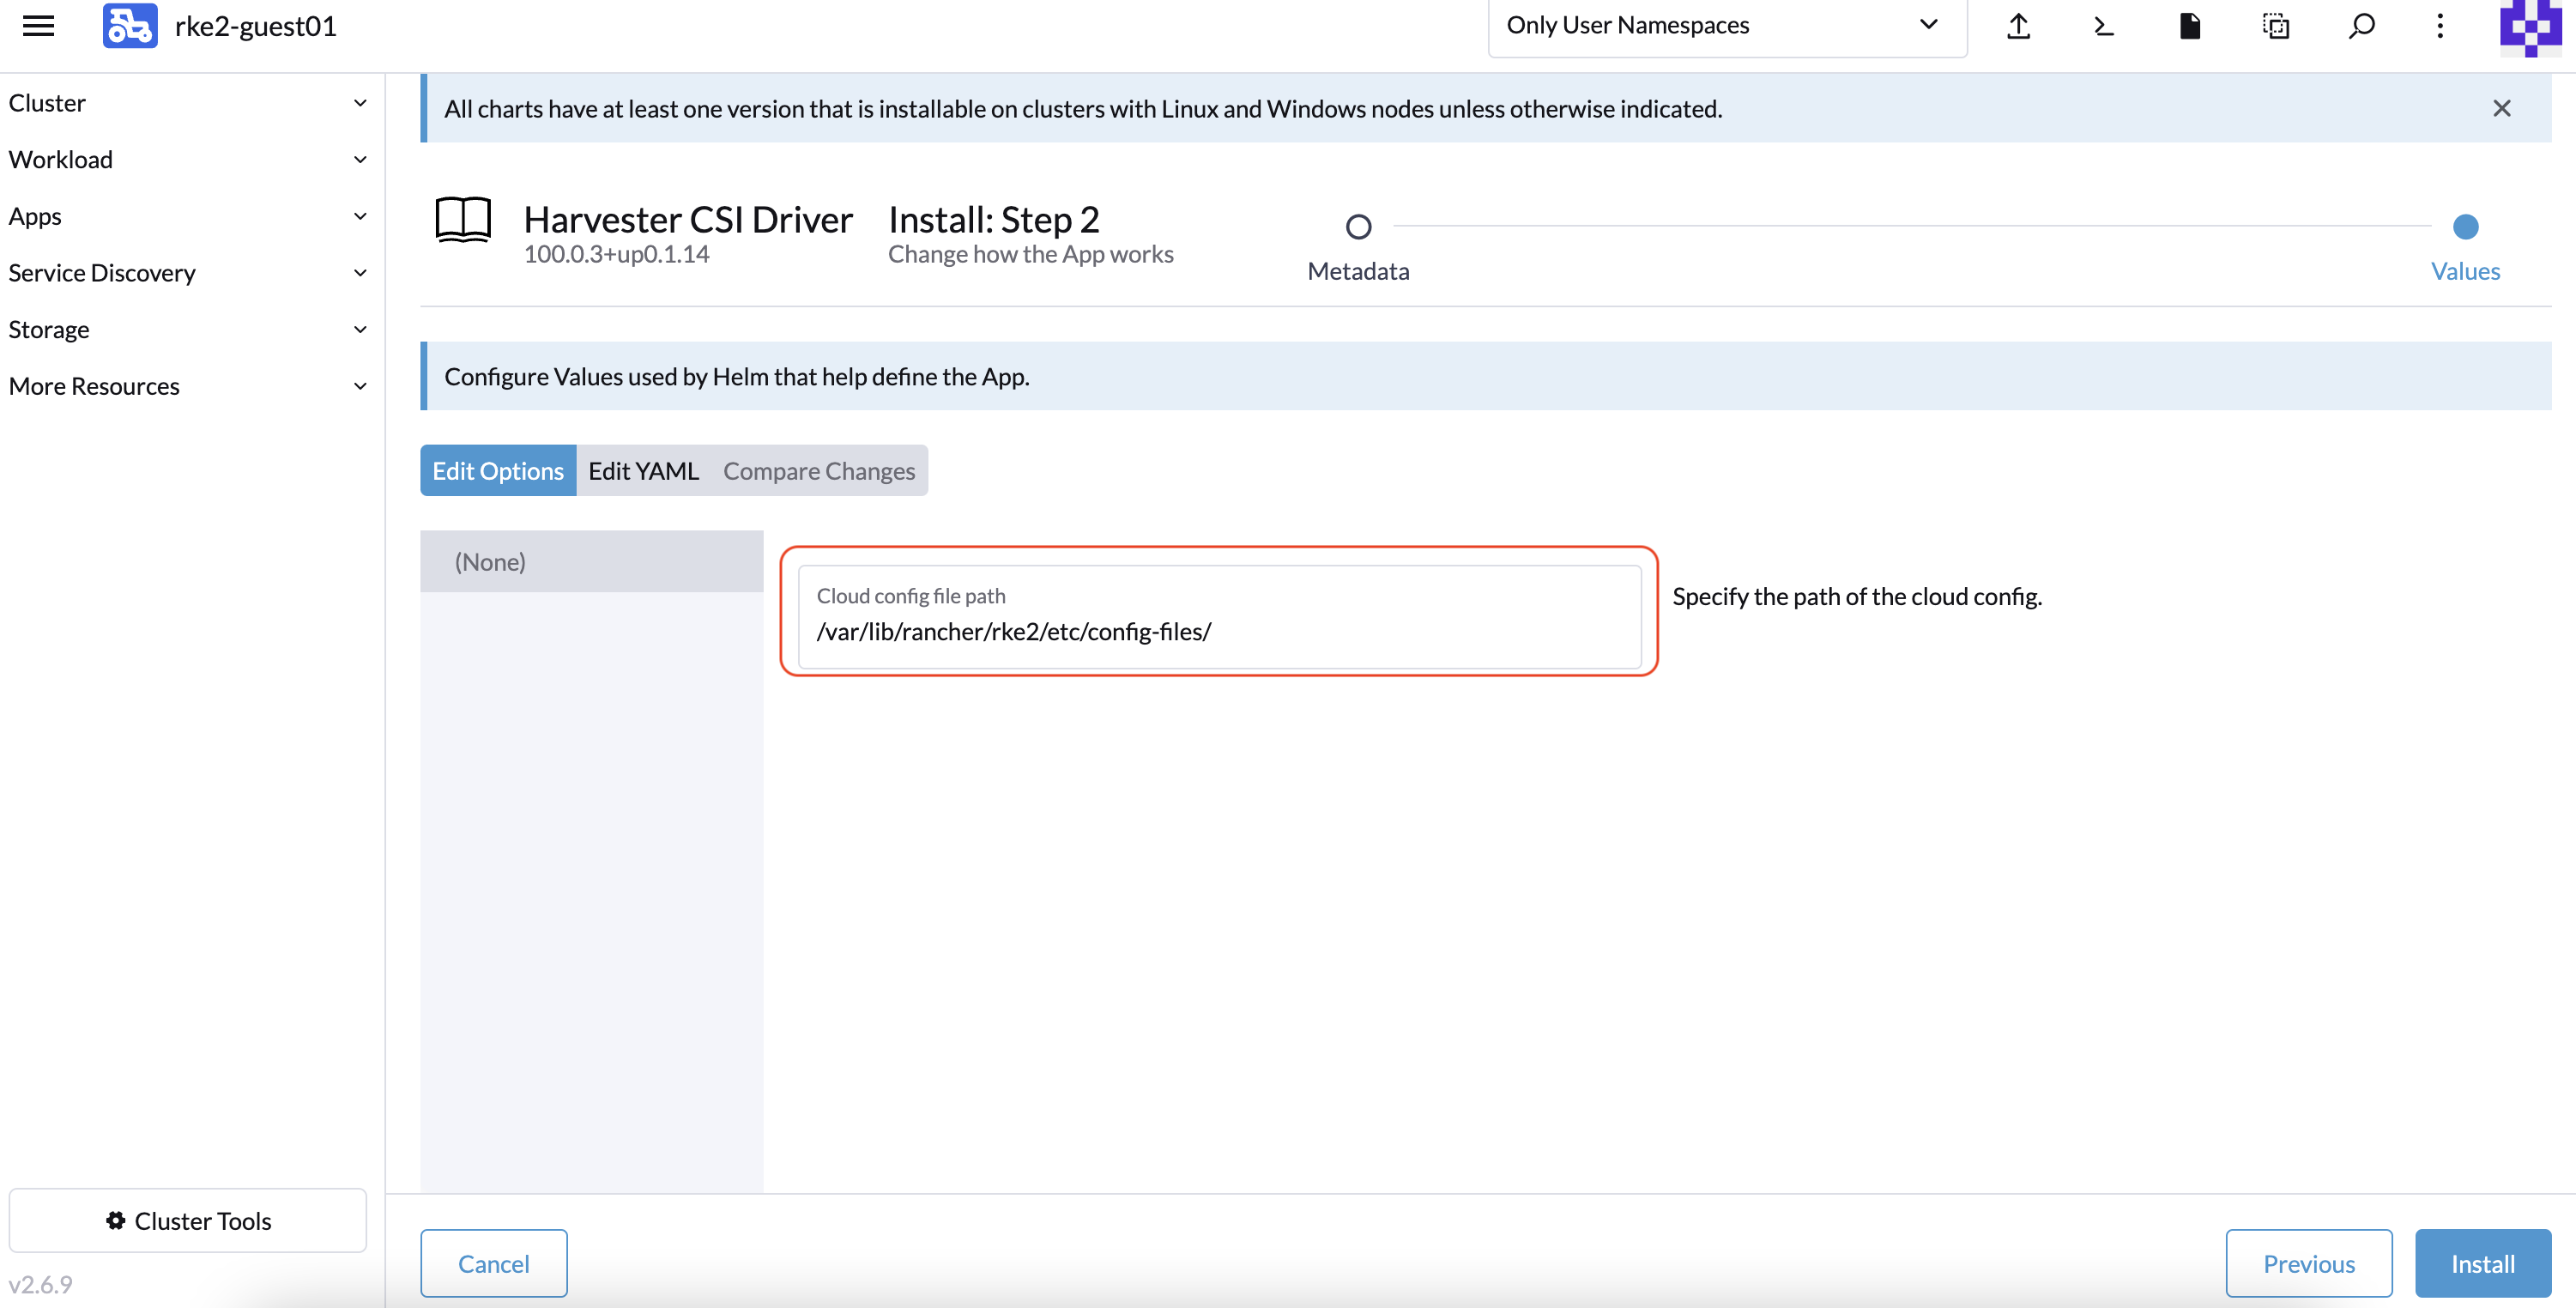 rke2-guest01
Only User Namespaces
Cluster
Workload
Apps
Service Discovery
Storage
More Resources
All charts have at least one version that is installable on clusters with Linux and Windows nodes unless otherwise indicated.
Harvester CSI Driver
100.0.3+up0.1.14
Install: Step 2
Change how the App works
Metadata
Values
Configure Values used by Helm that help define the App.
Edit Options
Edit YAML
Compare Changes
(None)
Cloud config file path
/var/lib/rancher/rke2/etc/config-files/
Specify the path of the cloud config.
Cluster Tools
v2.6.9
Cancel
Previous
Install